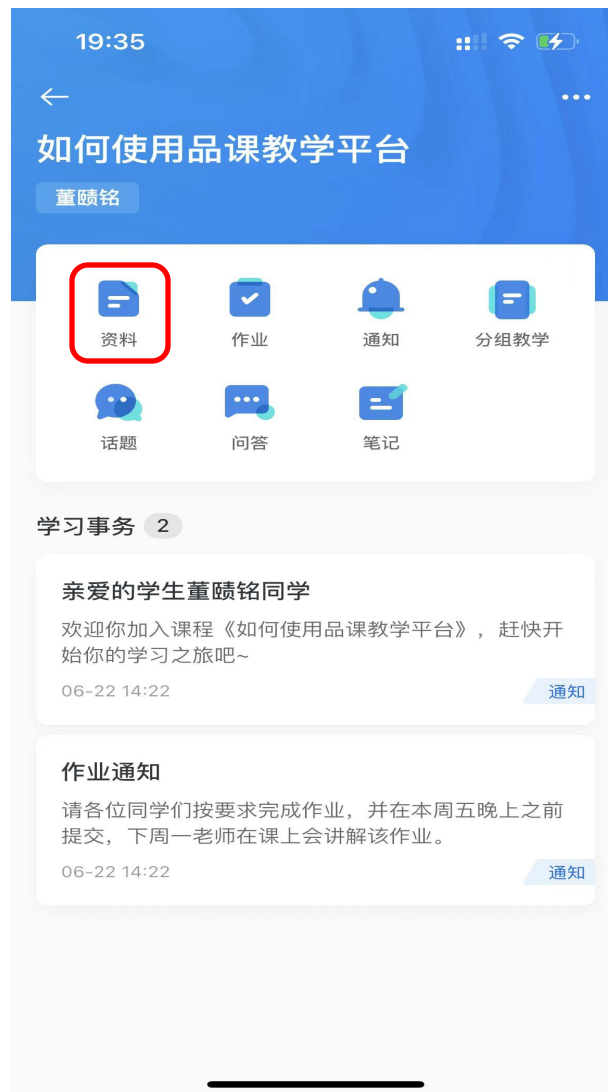 19:35
如何使用品课教学平台
董赜铭
资料
作业
通知
分组教学
话题
问答
笔记
学习事务 2
亲爱的学生董赜铭同学
欢迎你加入课程《如何使用品课教学平台》，赶快开
始你的学习之旅吧~
06-22 14:22
通知
作业通知
请各位同学们按要求完成作业，并在本周五晚上之前
提交，下周一老师在课上会讲解该作业。
06-22 14:22
通知